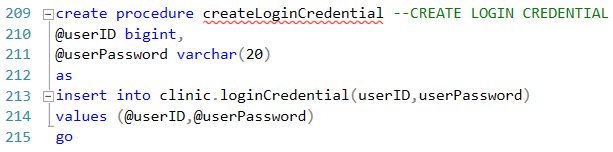 209 create procedure createLoginCredential --CREATE LOGIN CREDENTIAL
210 @userID bigint,
211 @userPassword varchar(20)
212 as
213 insert into clinic.loginCredential(userID,userPassword)
214 values (@userID,@userPassword)
215 go